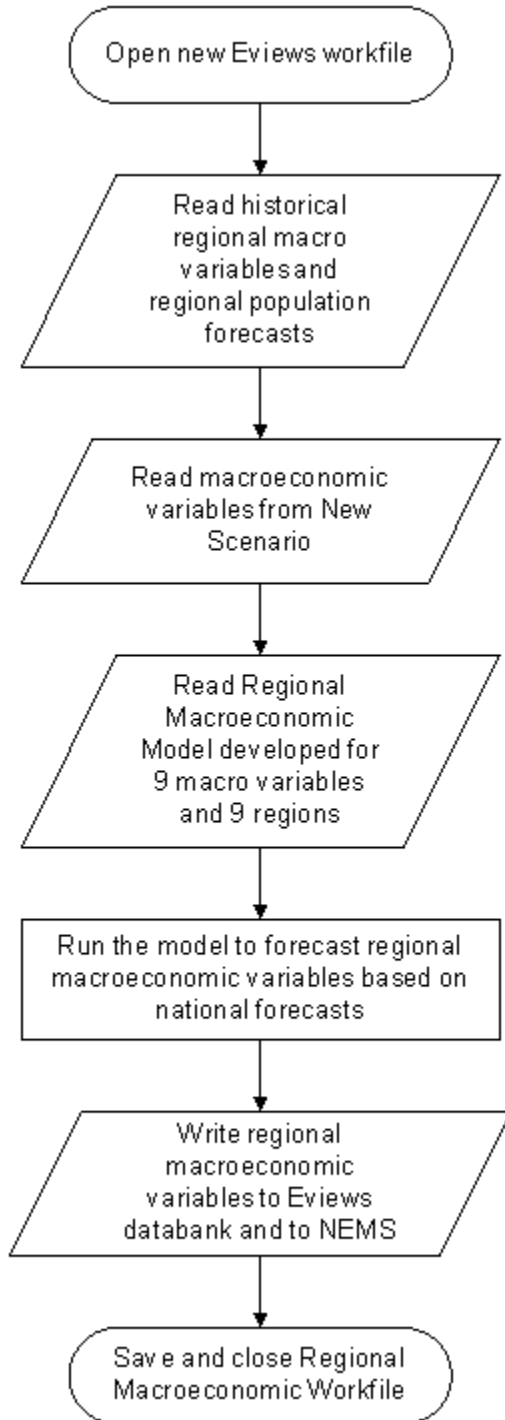 Open new Eviews workfile
Read historical
regional macro
variables and
regional population
forecasts
Read macroeconomic
variables from New
Scenario
Read Regional
Macroeconomic
Model developed for
9 macro variables
and 9 regions
Run the model to forecast regional
macroeconomic variables based on
national forecasts
Write regional
macroeconomic
variables to Eviews
databank and to NEMS
Save and close Regional
Macroeconomic Workfile